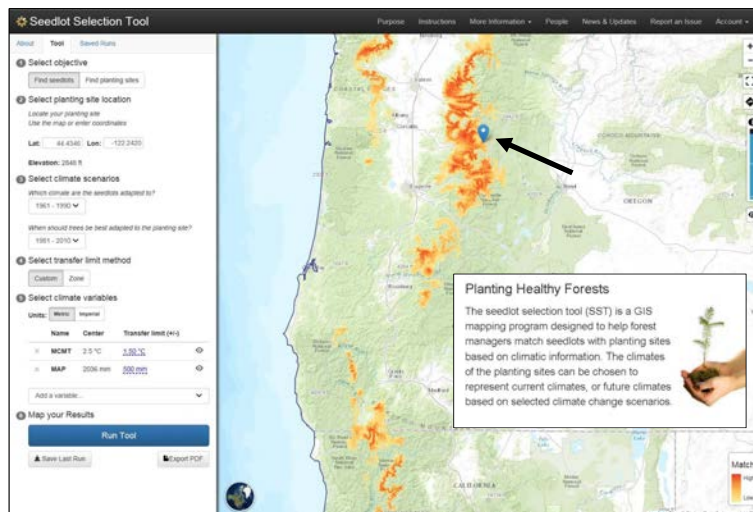 Seedlot Selection Tool
Purpose Instructions More Information People News & Updates Report an Issue Account
About Tool Saved Runs
1 Select objective
Find seedlots Find planting sites
2 Select planting site location
Locate your planting site
Use the map or enter coordinates
Lat: 44.4346 Lon: -122.2420
Elevation: 2846 ft
3 Select climate scenarios
Which climate are the seedlots adapted to?
1961 - 1990
When should trees be best adapted to the planting site?
1981 - 2010
4 Select transfer limit method
Custom Zone
5 Select climate variables
Units: Metric Imperial
Name Center Transfer limit (+/-)
MCMT 2.5 °C 1.50 °C
MAP 2036 mm 500 mm
Add a variable...
6 Map your Results
Run Tool
Save Last Run Export PDF
Planting Healthy Forests
The seedlot selection tool (SST) is a GIS
mapping program designed to help forest
managers match seedlots with planting sites
based on climatic information. The climates
of the planting sites can be chosen to
represent current climates, or future climates
based on selected climate change scenarios.
OREGON
CALIFORNIA
Match
High
Low